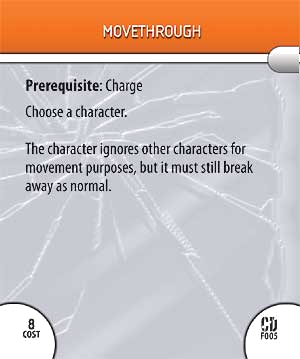 MOVETHROUGH
Prerequisite: Charge
Choose a character.
The character ignores other characters for
movement purposes, but it must still break
away as normal.
8
COST
CD
F005